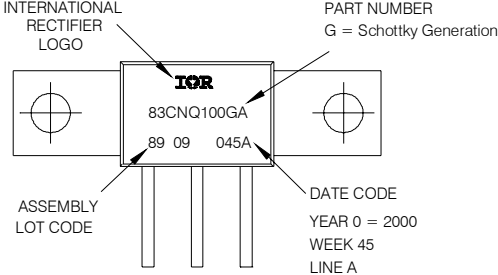 INTERNATIONAL
RECTIFIER
LOGO
PART NUMBER
G = Schottky Generation
IOR
83CNQ100GA
89 09 045A
ASSEMBLY
LOT CODE
DATE CODE
YEAR 0 = 2000
WEEK 45
LINE A